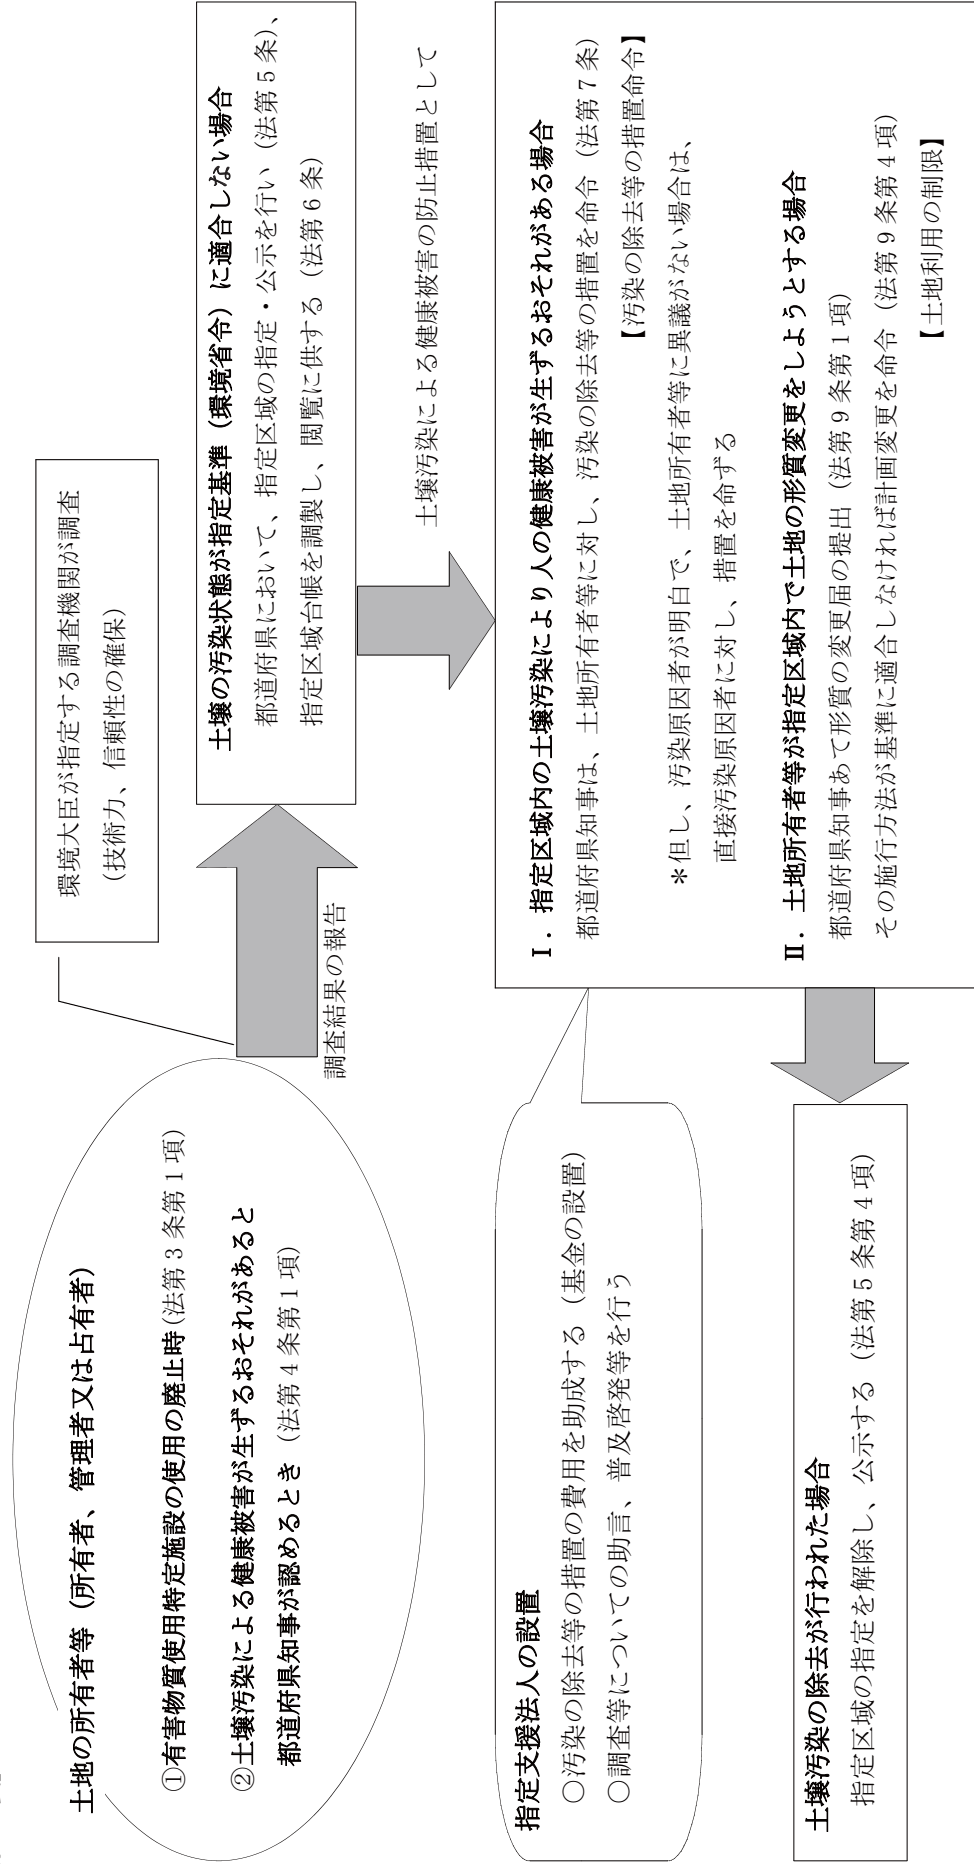 土地の所有者等（所有者、管理者又は占有者）
①有害物質使用特定施設の使用の廃止時(法第３条第１項)
②土壌汚染による健康被害が生ずるおそれがあると
都道府県知事が認めるとき（法第４条第１項）
環境大臣が指定する調査機関が調査
（技術力、信頼性の確保）
調査結果の報告
土壌の汚染状態が指定基準（環境省令）に適合しない場合
都道府県において、指定区域の指定・公示を行い（法第５条）、
指定区域台帳を調製し、閲覧に供する（法第６条）
土壌汚染による健康被害の防止措置として
Ⅰ．指定区域内の土壌汚染により人の健康被害が生ずるおそれがある場合
都道府県知事は、土地所有者等に対し、汚染の除去等の措置を命令（法第７条）
【汚染の除去等の措置命令】
＊但し、汚染原因者が明白で、土地所有者等に異議がない場合は、
直接汚染原因者に対し、措置を命ずる
Ⅱ．土地所有者等が指定区域内で土地の形質変更をしようとする場合
都道府県知事あて形質の変更届の提出（法第９条第１項）
その施行方法が基準に適合しなければ計画変更を命令（法第９条第４項）
【土地利用の制限】
指定支援法人の設置
○汚染の除去等の措置の費用を助成する（基金の設置）
○調査等についての助言、普及啓発等を行う
土壌汚染の除去が行われた場合
指定区域の指定を解除し、公示する（法第５条第４項）